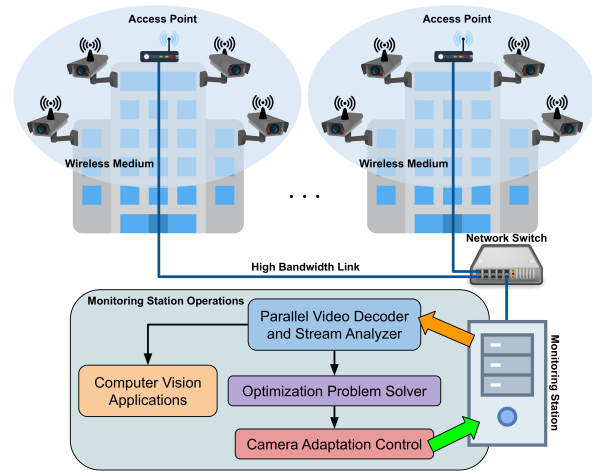 Access Point
Access Point
Wireless Medium
Wireless Medium
. . .
Network Switch
High Bandwidth Link
Monitoring Station Operations
Parallel Video Decoder
and Stream Analyzer
Computer Vision
Applications
Optimization Problem Solver
Camera Adaptation Control
Monitoring
Station